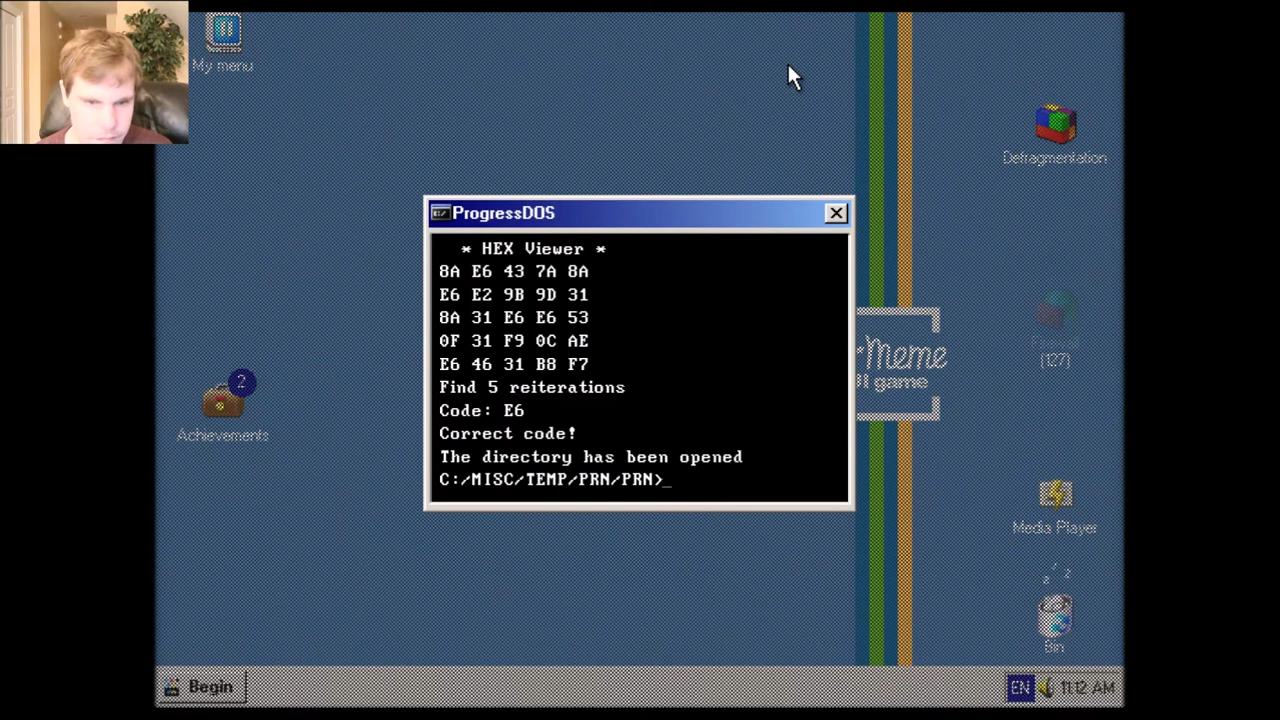 My menu
Defragmentation
ProgressDOS
* HEX Viewer *
8A E6 43 7A 8A
E6 E2 9B 9D 31
8A 31 E6 E6 53
0F 31 F9 0C AE
E6 46 31 B8 F7
Find 5 reiterations
Code: E6
Correct code!
The directory has been opened
C:/MISC/TEMP/PRN/PRN>_
-Meme
game
Firewall
(127)
2
Achievements
Media Player
z z z
Bin
Begin
EN
11:12 AM